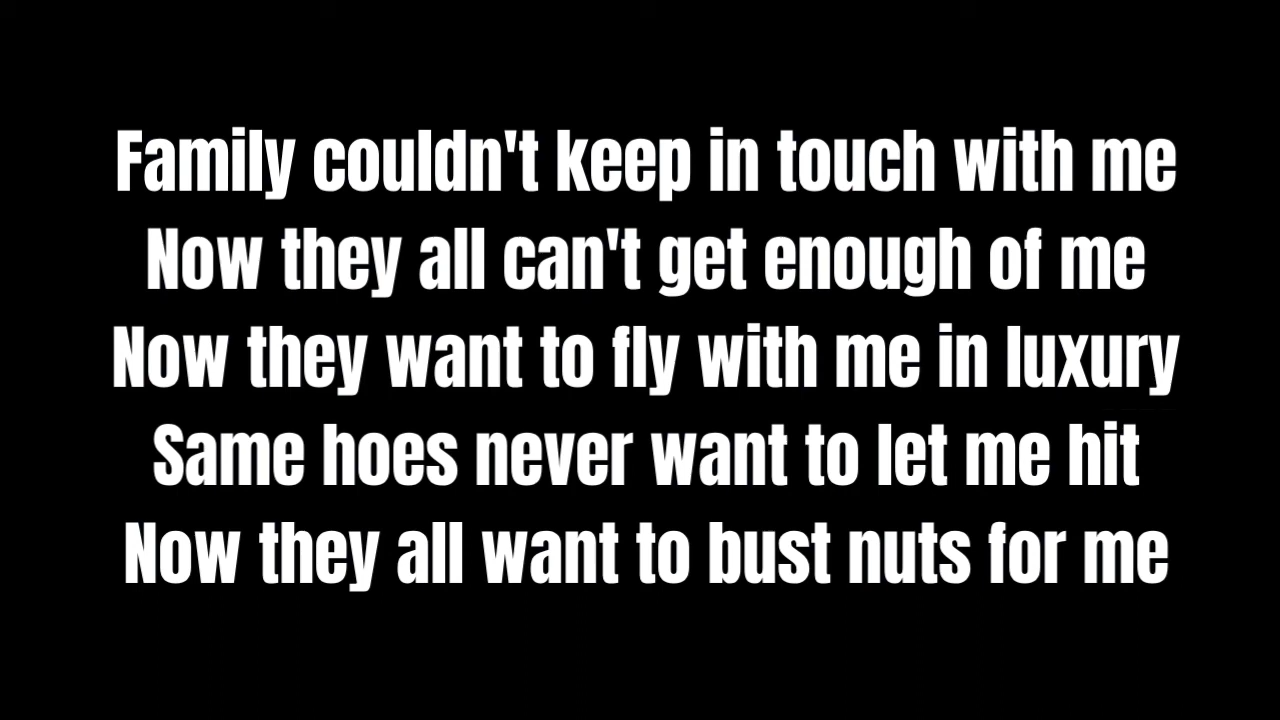 Family couldn't keep in touch with me
Now they all can't get enough of me
Now they want to fly with me in luxury
Same hoes never want to let me hit
Now they all want to bust nuts for me